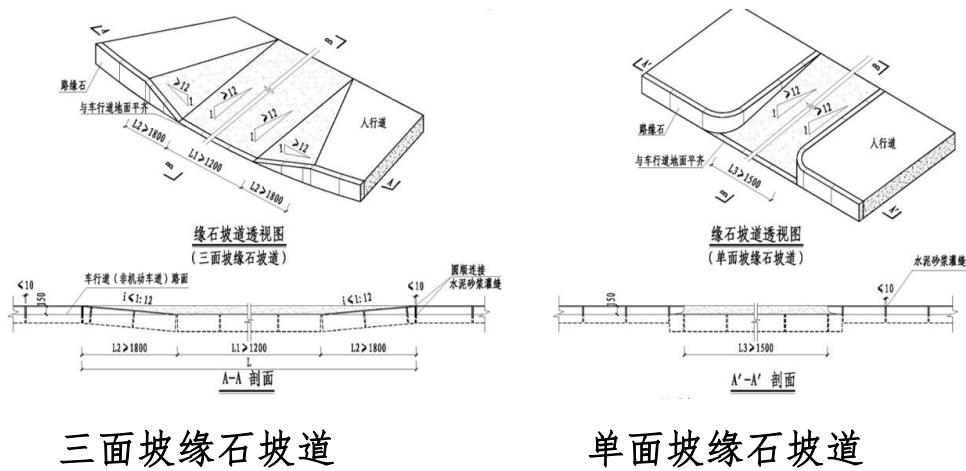 A
B
路缘石
≥12
1
≥12
1
≥12
1
≥12
1
与车行道地面平齐
人行道
L2≥1800
L1≥1200
L2≥1800
B
A
缘石坡道透视图
(三面坡缘石坡道)
A'
B
路缘石
≥12
1
≥12
1
人行道
与车行道地面平齐
L3≥1500
B
A'
缘石坡道透视图
(单面坡缘石坡道)
≤10
150
车行道(非机动车道)路面
i≤1:12
i≤1:12
≤10
圆顺连接
水泥砂浆灌缝
L2≥1800
L1≥1200
L2≥1800
L
A-A 剖面
150
≤10
水泥砂浆灌缝
L3≥1500
A'-A' 剖面
三面坡缘石坡道
单面坡缘石坡道